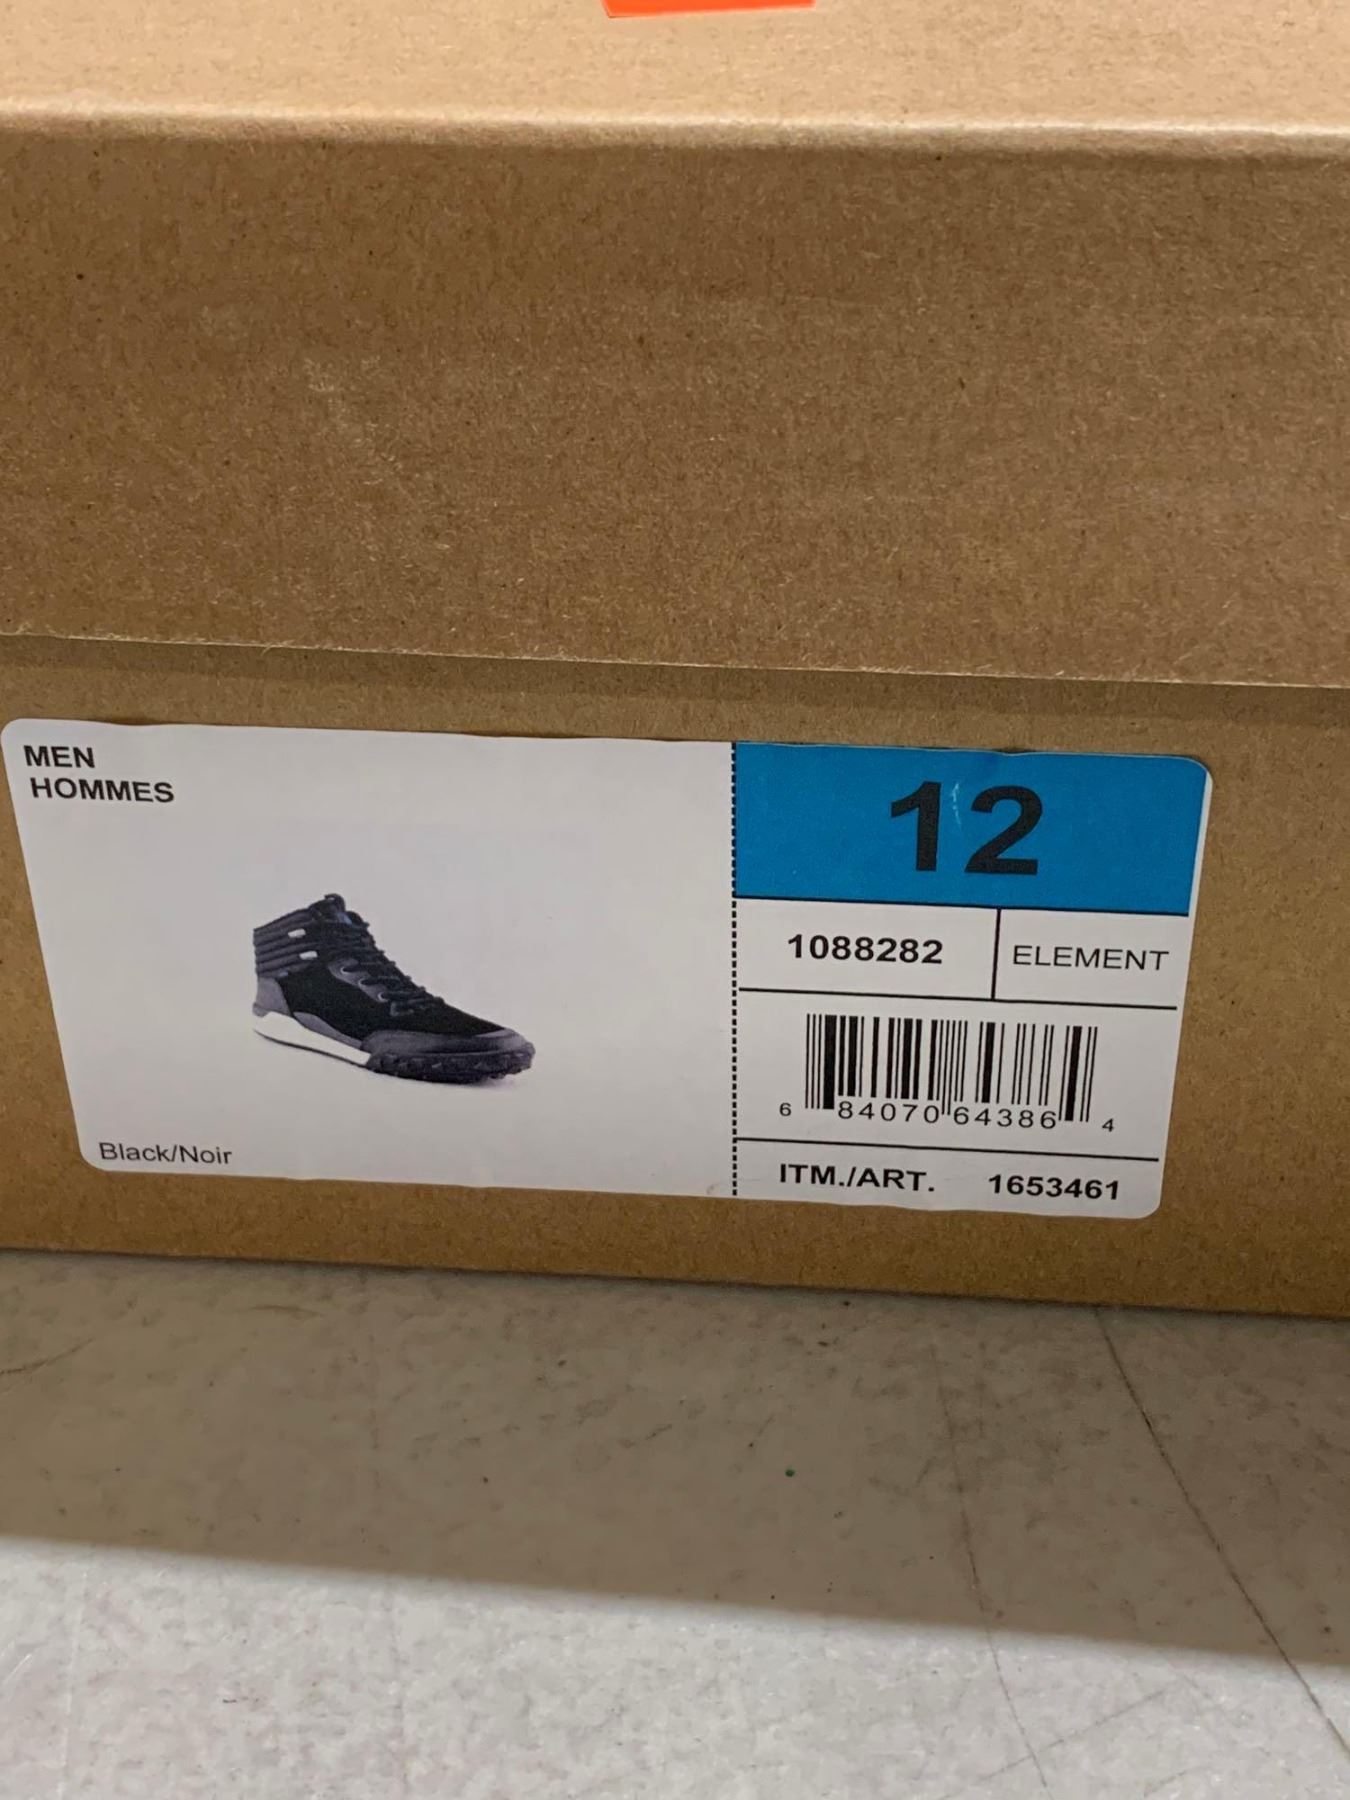 MEN
HOMMES
12
1088282
ELEMENT
6 84070 64386 4
ITM./ART. 1653461
Black/Noir